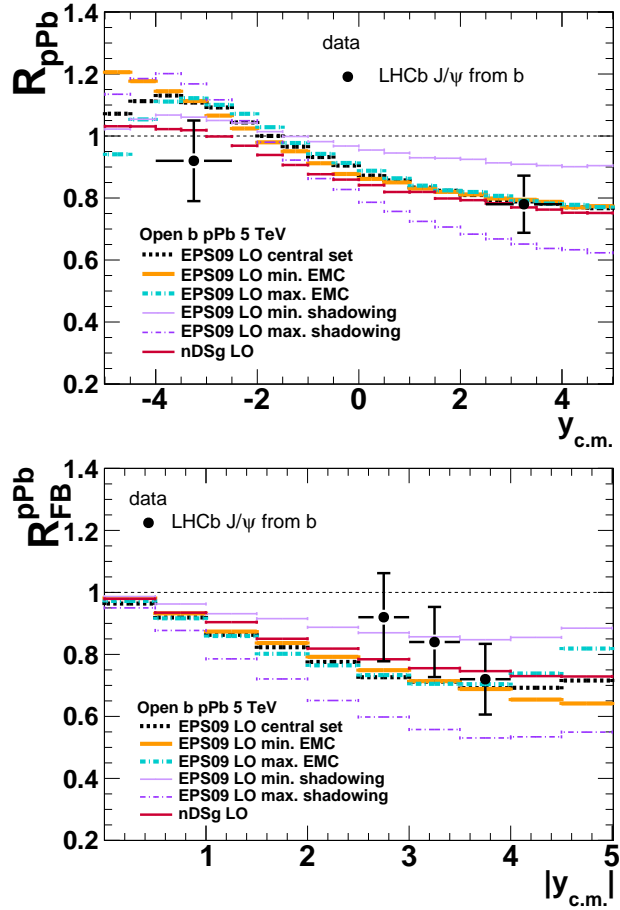 R_pPb
1.4
1.2
1
0.8
0.6
0.4
0.2
data
LHCb J/ψ from b
Open b pPb 5 TeV
EPS09 LO central set
EPS09 LO min. EMC
EPS09 LO max. EMC
EPS09 LO min. shadowing
EPS09 LO max. shadowing
nDSg LO
-4 -2 0 2 4
y_c.m.
R_FB^pPb
1.4
1.2
1
0.8
0.6
0.4
0.2
data
LHCb J/ψ from b
Open b pPb 5 TeV
EPS09 LO central set
EPS09 LO min. EMC
EPS09 LO max. EMC
EPS09 LO min. shadowing
EPS09 LO max. shadowing
nDSg LO
1 2 3 4 5
|y_c.m.|